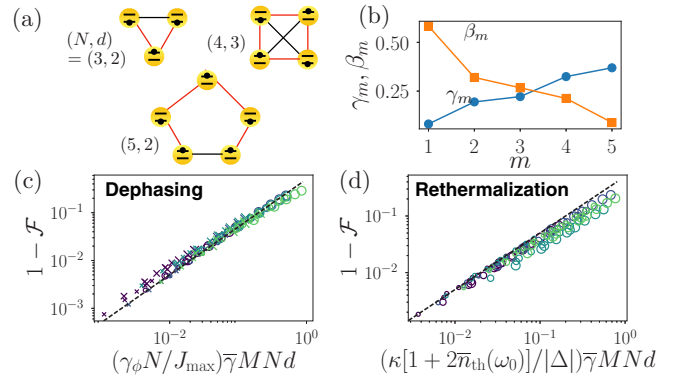 (a)
(N, d)
= (3, 2)
(4, 3)
(5, 2)
(b)
γm, βm
0.50
0.25
βm
γm
1 2 3 4 5
m
(c)
Dephasing
1 − F
10⁻¹
10⁻²
10⁻³
10⁻² 10⁰
(γϕN/Jmax)γ̅MNd
(d)
Rethermalization
1 − F
10⁻¹
10⁻²
10⁻² 10⁻¹ 10⁰
(κ[1 + 2n̅th(ω0)]/|Δ|)γ̅MNd